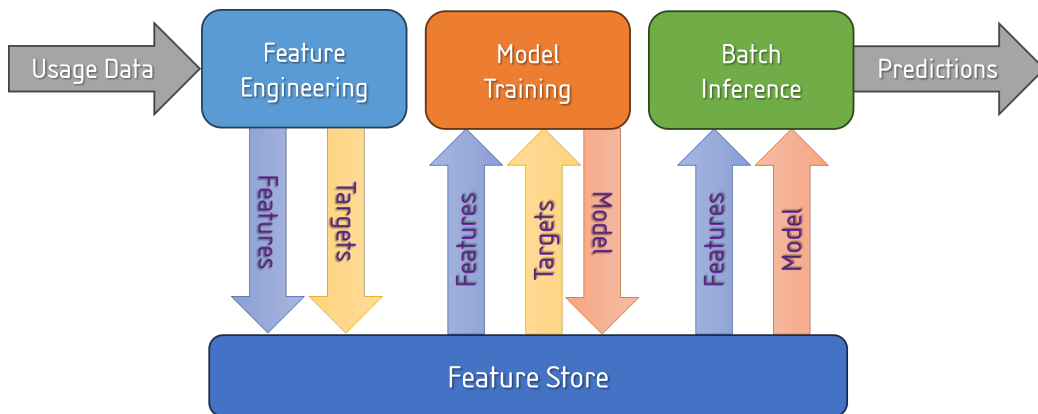 Usage Data
Feature
Engineering
Model
Training
Batch
Inference
Predictions
Features
Targets
Features
Targets
Model
Features
Model
Feature Store